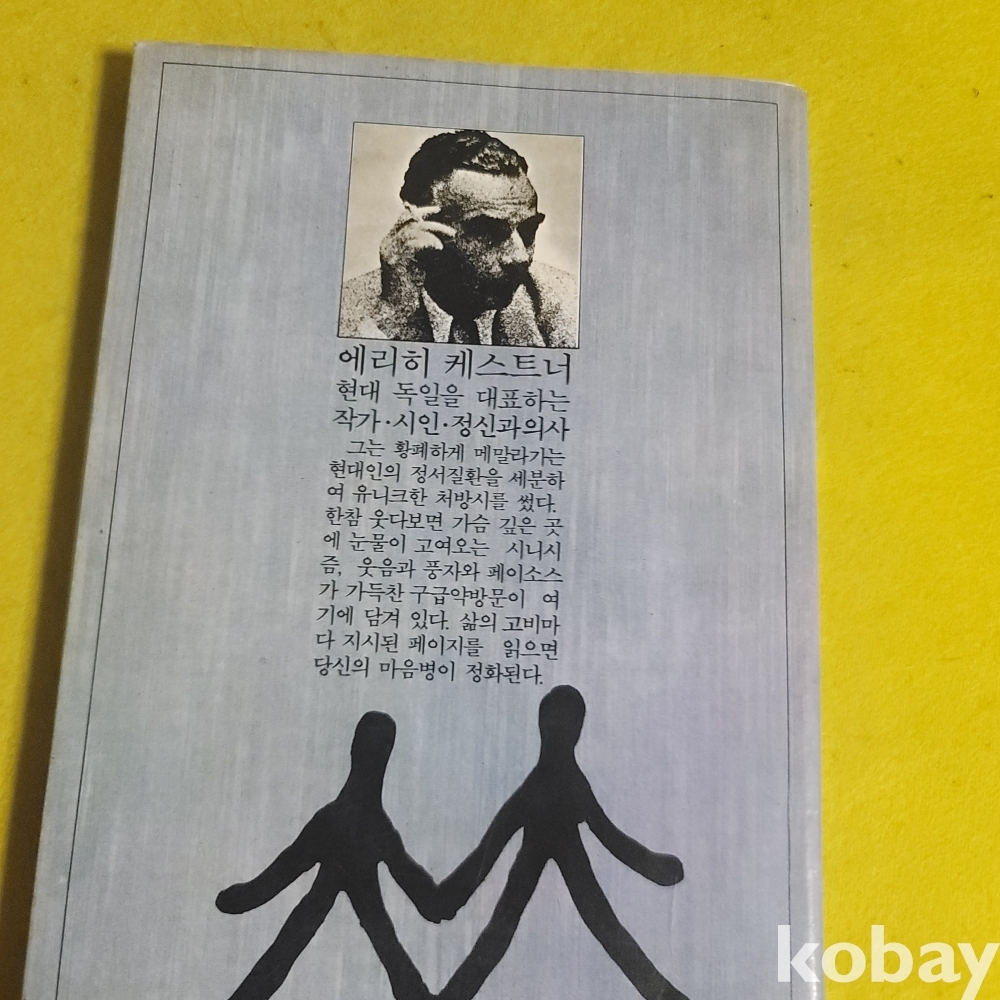 에리히 케스트너
현대 독일을 대표하는
작가·시인·정신과의사
그는 황폐하게 메말라가는
현대인의 정서질환을 세분하
여 유니크한 처방시를 썼다.
한참 웃다보면 가슴 깊은 곳
에 눈물이 고여오는 시니시
즘, 웃음과 풍자와 페이소스
가 가득찬 구급약방문이 여
기에 담겨 있다. 삶의 고비마
다 지시된 페이지를 읽으면
당신의 마음병이 정화된다.
kobay